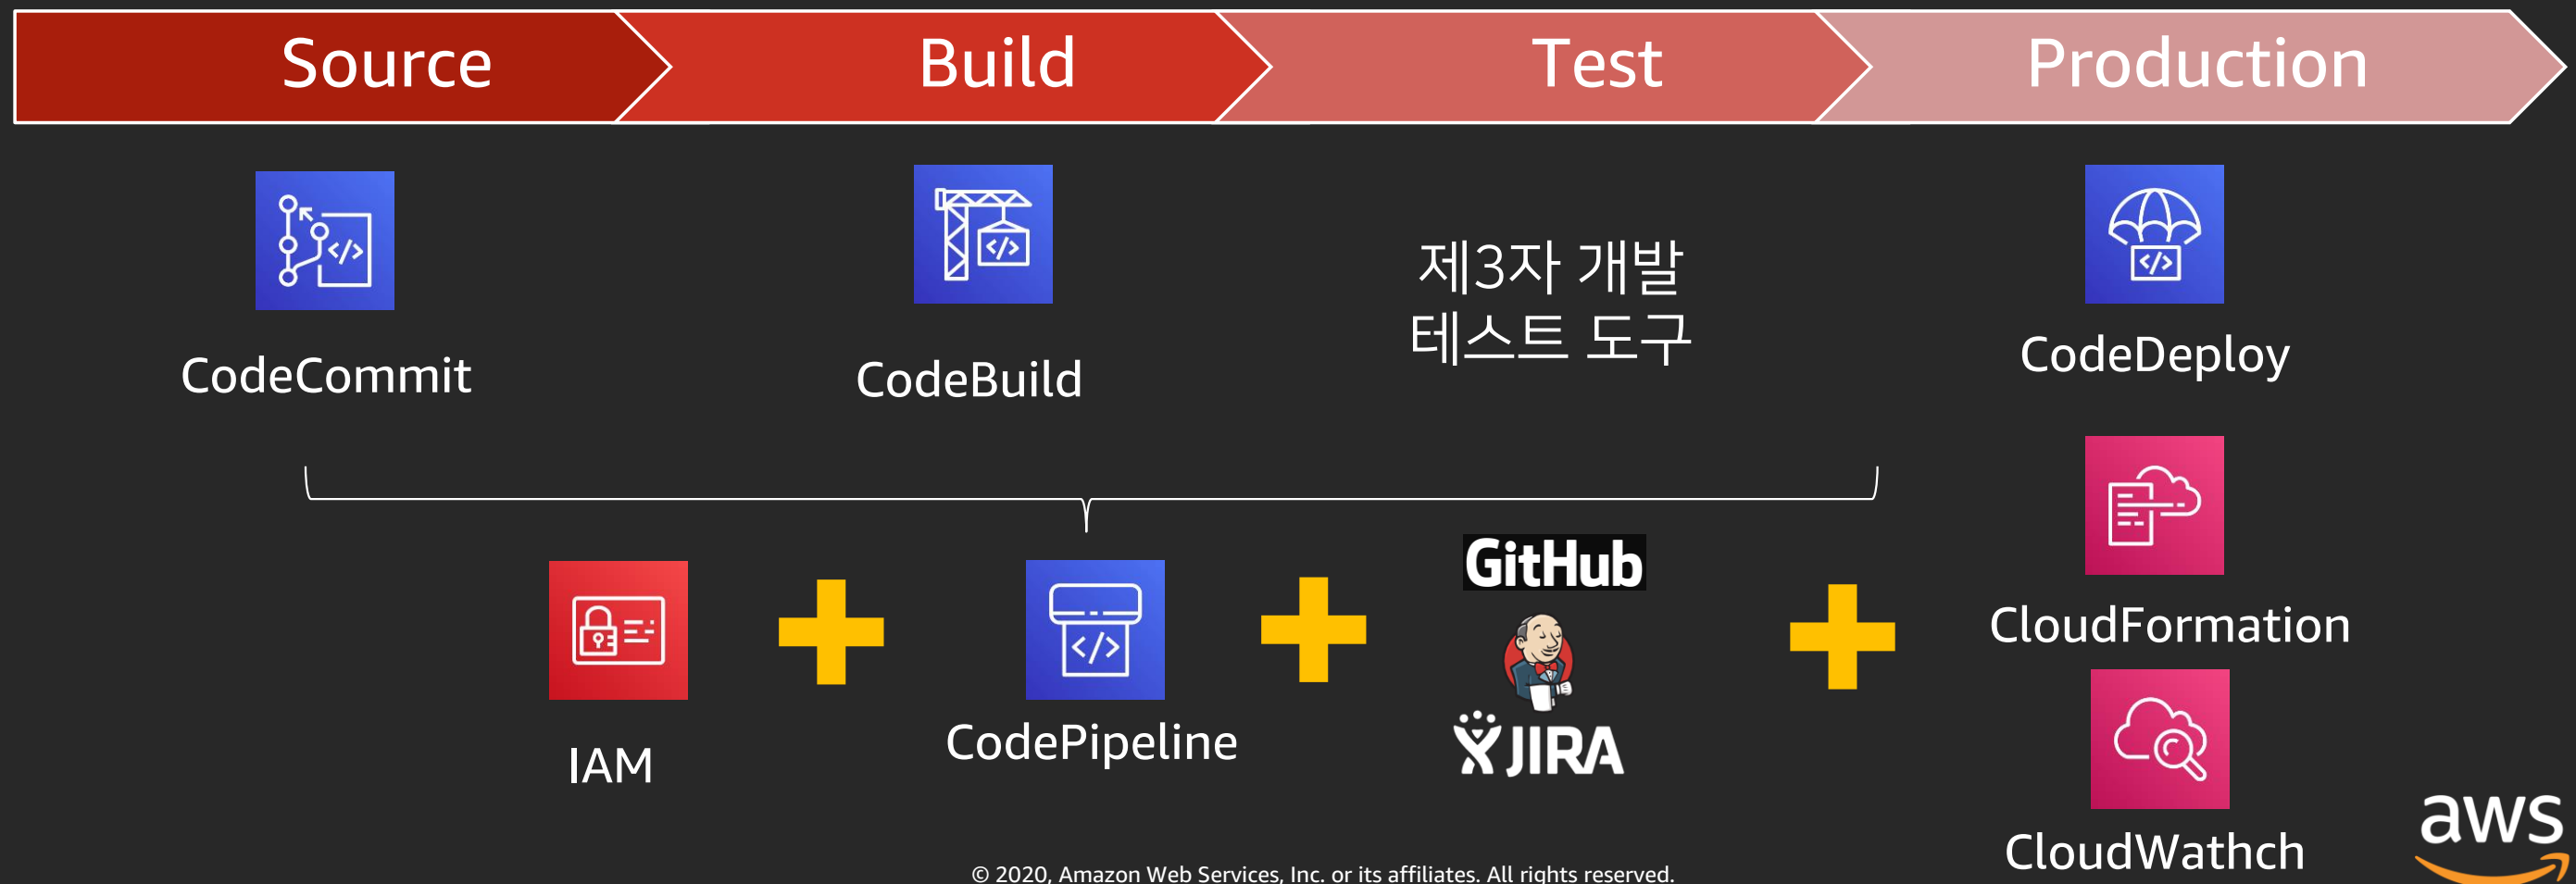 Source
Build
Test
Production
CodeCommit
CodeBuild
제3자 개발
테스트 도구
CodeDeploy
IAM
CodePipeline
GitHub
JIRA
CloudFormation
CloudWathch
© 2020, Amazon Web Services, Inc. or its affiliates. All rights reserved.
aws